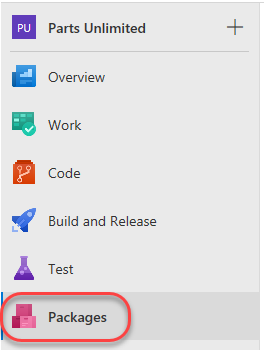 PU Parts Unlimited
Overview
Work
Code
Build and Release
Test
Packages